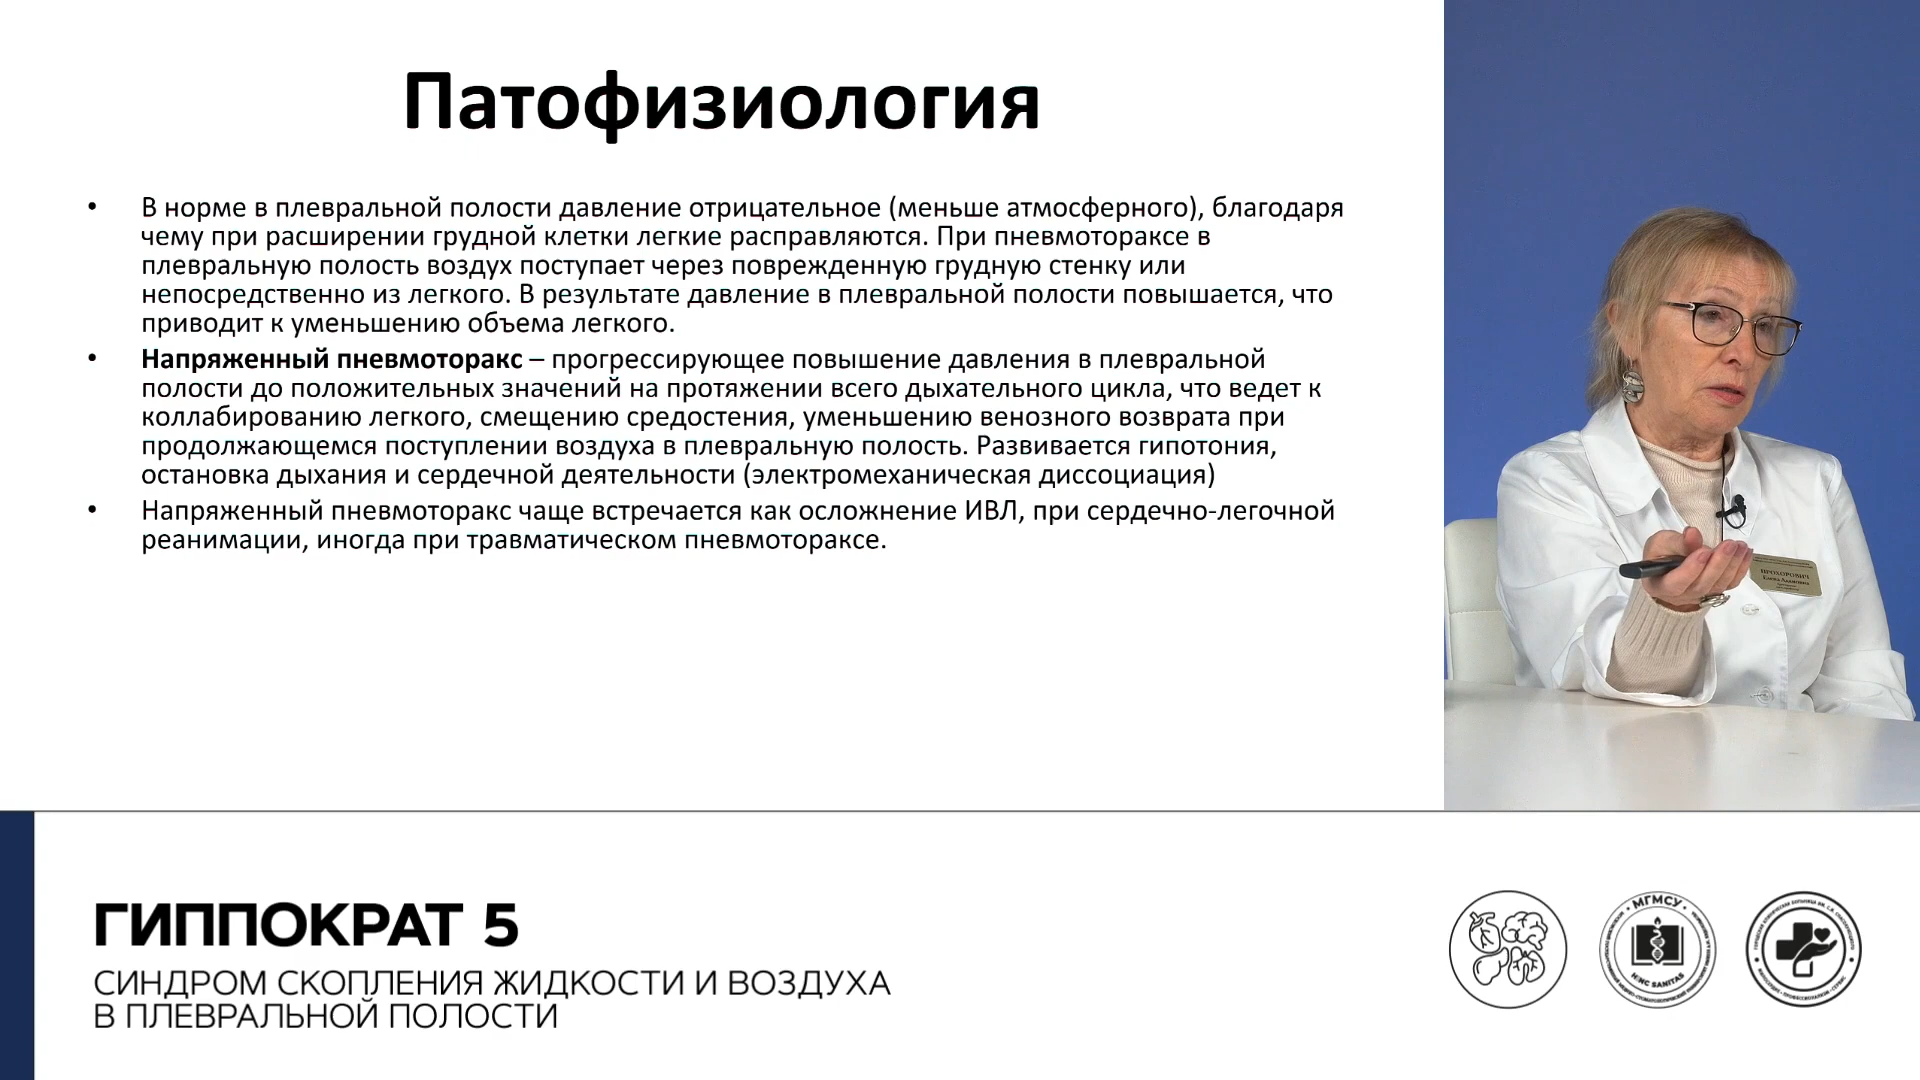 Патофизиология
• В норме в плевральной полости давление отрицательное (меньше атмосферного), благодаря
чему при расширении грудной клетки легкие расправляются. При пневмотораксе в
плевральную полость воздух поступает через поврежденную грудную стенку или
непосредственно из легкого. В результате давление в плевральной полости повышается, что
приводит к уменьшению объема легкого.
• Напряженный пневмоторакс – прогрессирующее повышение давления в плевральной
полости до положительных значений на протяжении всего дыхательного цикла, что ведет к
коллабированию легкого, смещению средостения, уменьшению венозного возврата при
продолжающемся поступлении воздуха в плевральную полость. Развивается гипотония,
остановка дыхания и сердечной деятельности (электромеханическая диссоциация)
• Напряженный пневмоторакс чаще встречается как осложнение ИВЛ, при сердечно-легочной
реанимации, иногда при травматическом пневмотораксе.
ПРОХОРОВИЧ
ГИППОКРАТ 5
СИНДРОМ СКОПЛЕНИЯ ЖИДКОСТИ И ВОЗДУХА
В ПЛЕВРАЛЬНОЙ ПОЛОСТИ
МГМСУ
SANITAS